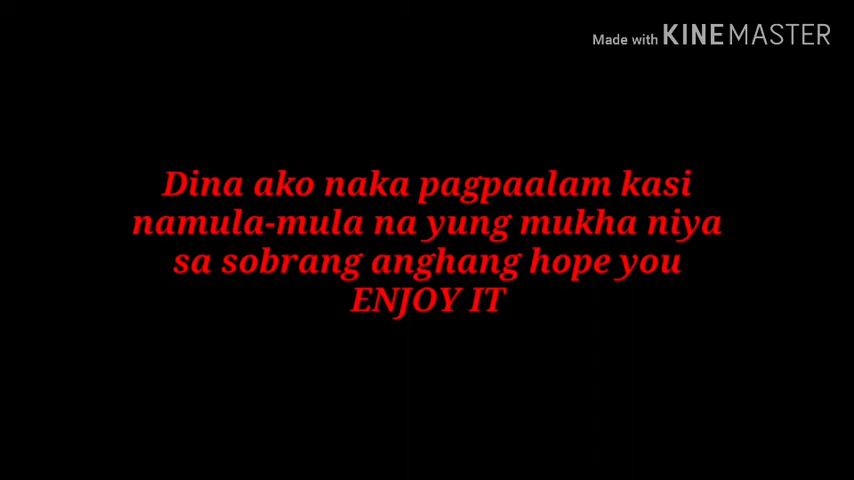 Made with KINEMASTER
Dina ako naka pagpaalam kasi
namula-mula na yung mukha niya
sa sobrang anghang hope you
ENJOY IT